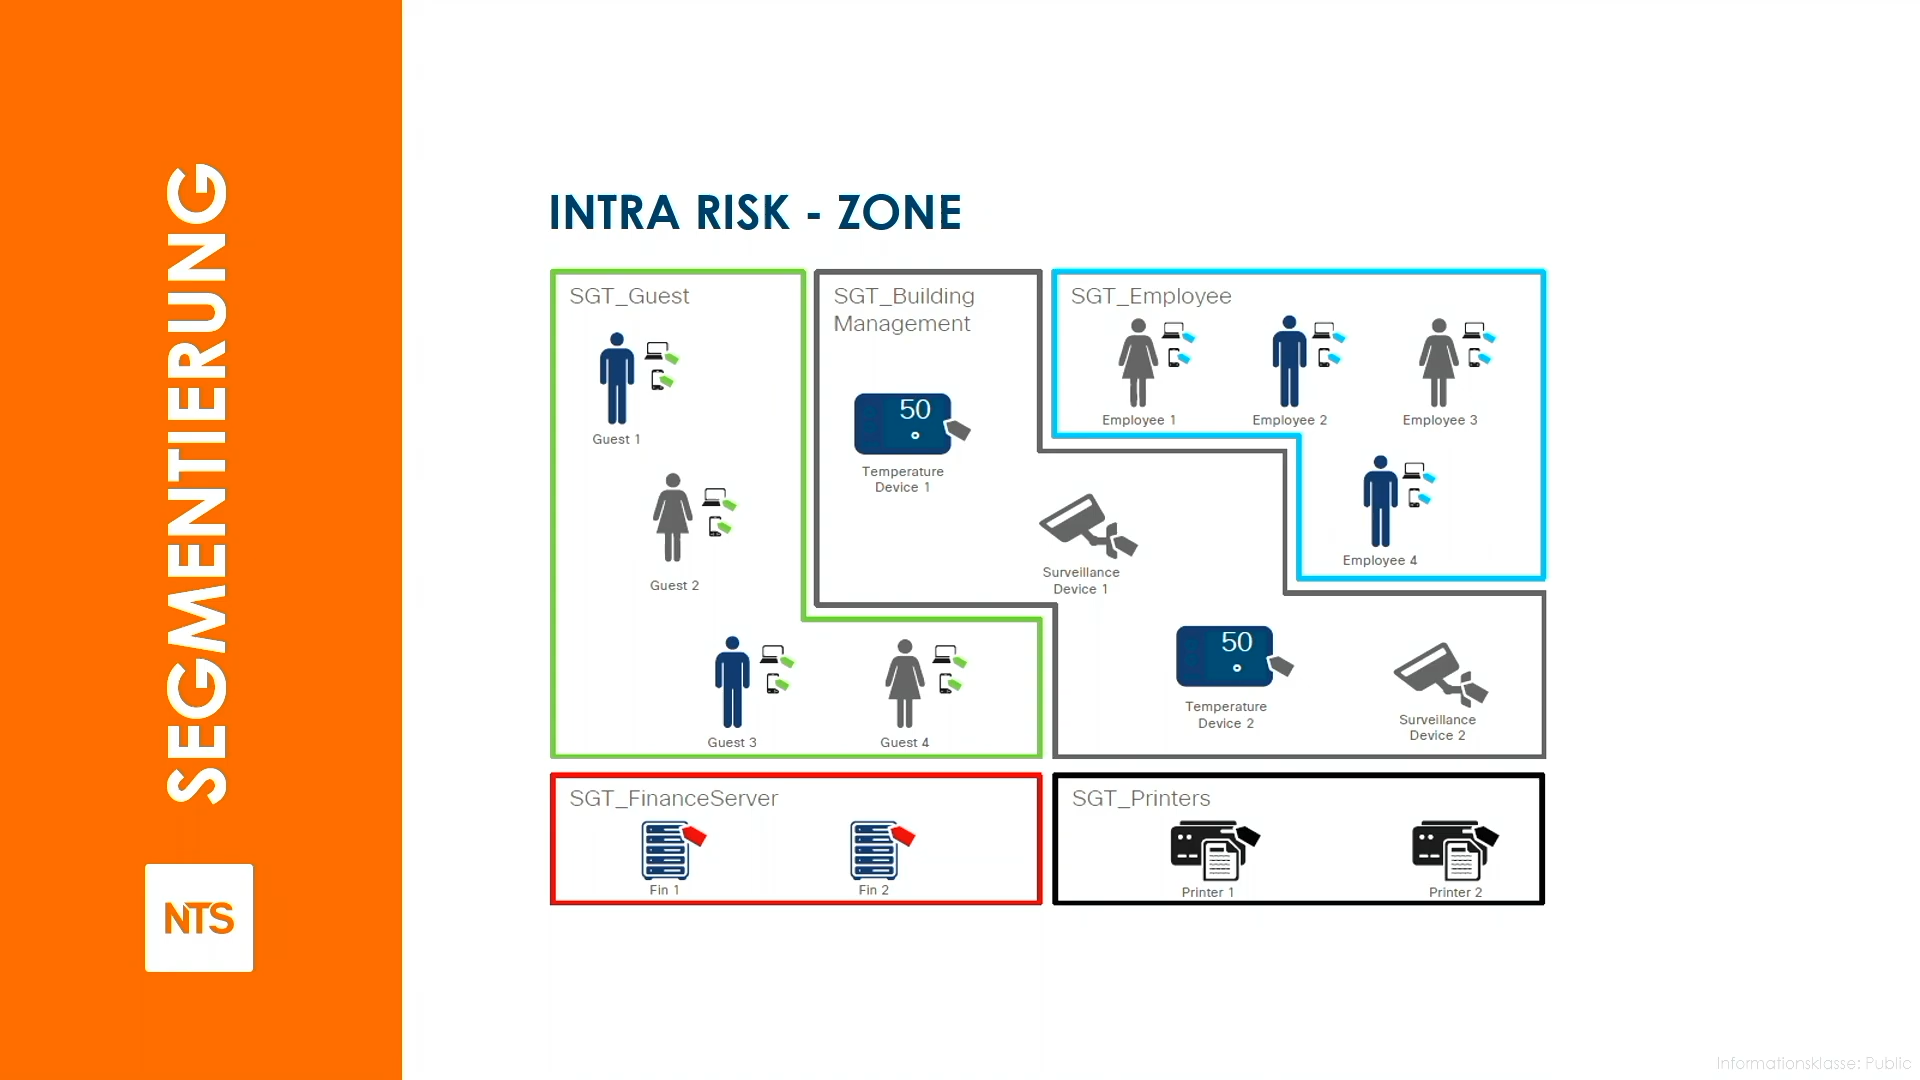 SEGMENTIERUNG
NTS
INTRA RISK - ZONE
SGT_Guest
Guest 1
Guest 2
Guest 3
Guest 4
SGT_Building
Management
50
Temperature
Device 1
Surveillance
Device 1
50
Temperature
Device 2
Surveillance
Device 2
SGT_Employee
Employee 1
Employee 2
Employee 3
Employee 4
SGT_FinanceServer
Fin 1
Fin 2
SGT_Printers
Printer 1
Printer 2
Informationsklasse: Public